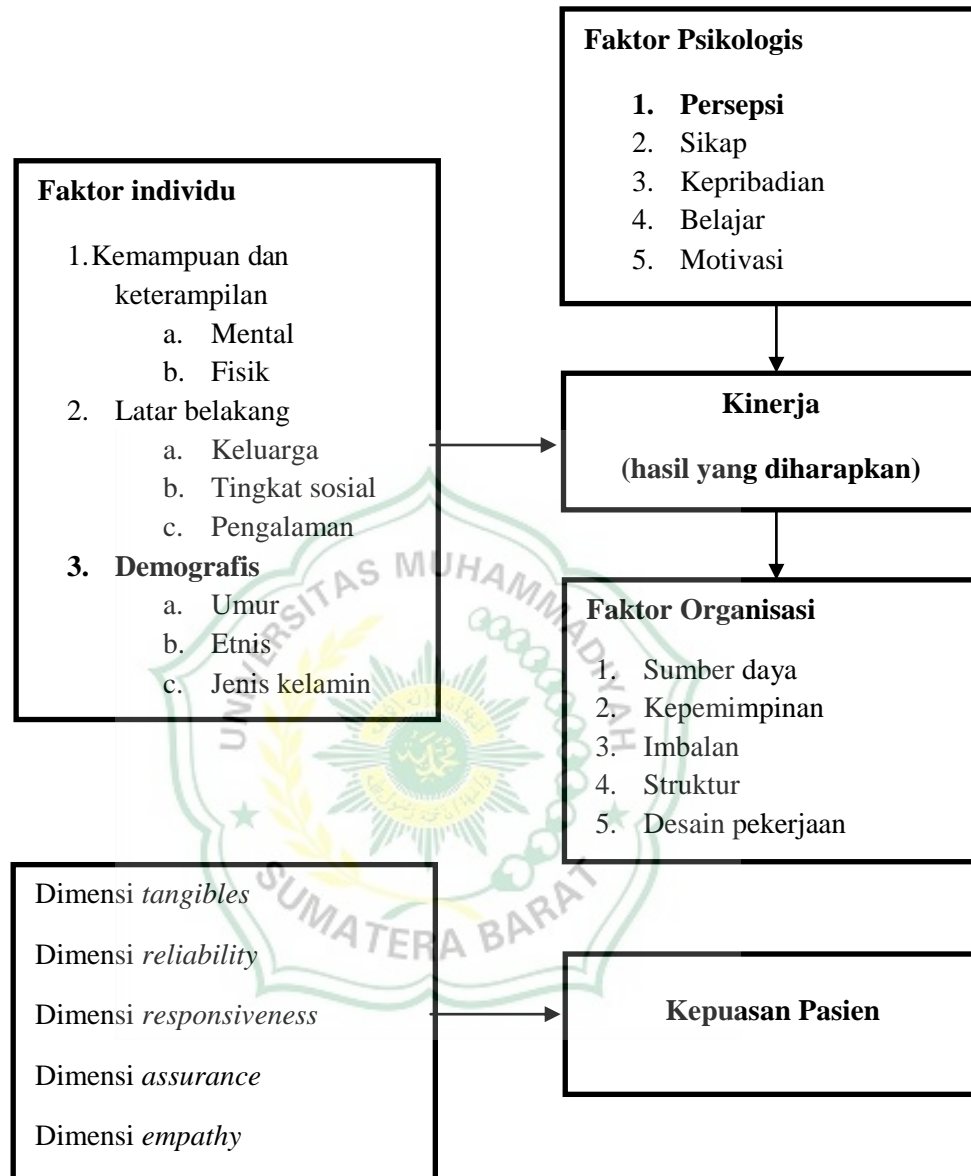 Faktor Psikologis
1. Persepsi
2. Sikap
3. Kepribadian
4. Belajar
5. Motivasi
Faktor individu
1. Kemampuan dan
keterampilan
a. Mental
b. Fisik
2. Latar belakang
a. Keluarga
b. Tingkat sosial
c. Pengalaman
3. Demografis
a. Umur
b. Etnis
c. Jenis kelamin
Kinerja
(hasil yang diharapkan)
Faktor Organisasi
1. Sumber daya
2. Kepemimpinan
3. Imbalan
4. Struktur
5. Desain pekerjaan
Dimensi tangibles
Dimensi reliability
Dimensi responsiveness
Dimensi assurance
Dimensi empathy
Kepuasan Pasien
UNIVERSITAS MUHAMMADIYAH
SUMATERA BARAT